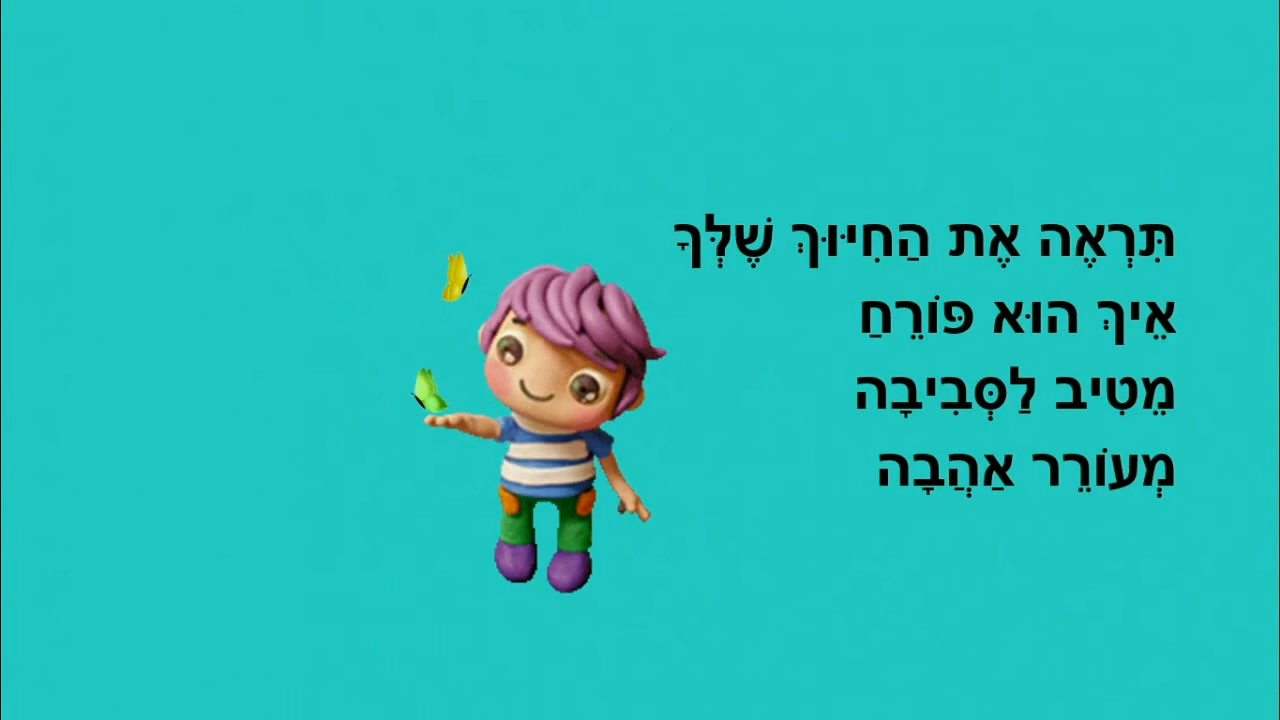 תִּרְאֶה אֶת הַחִיּוּךְ שֶׁלְּךָ
אֵיךְ הוּא פּוֹרֵחַ
מֵטִיב לַסְּבִיבָה
מְעוֹרֵר אַהֲבָה